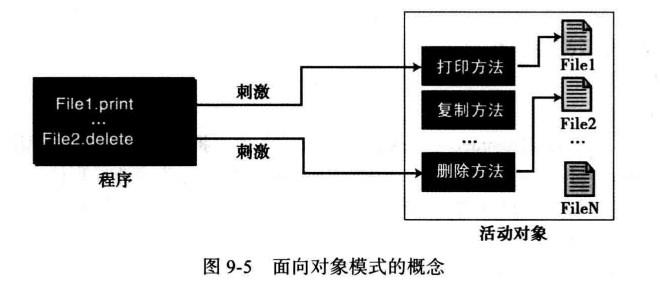 File1.print
...
File2.delete
程序
刺激
刺激
打印方法
复制方法
...
删除方法
File1
File2
...
FileN
活动对象
图 9-5 面向对象模式的概念